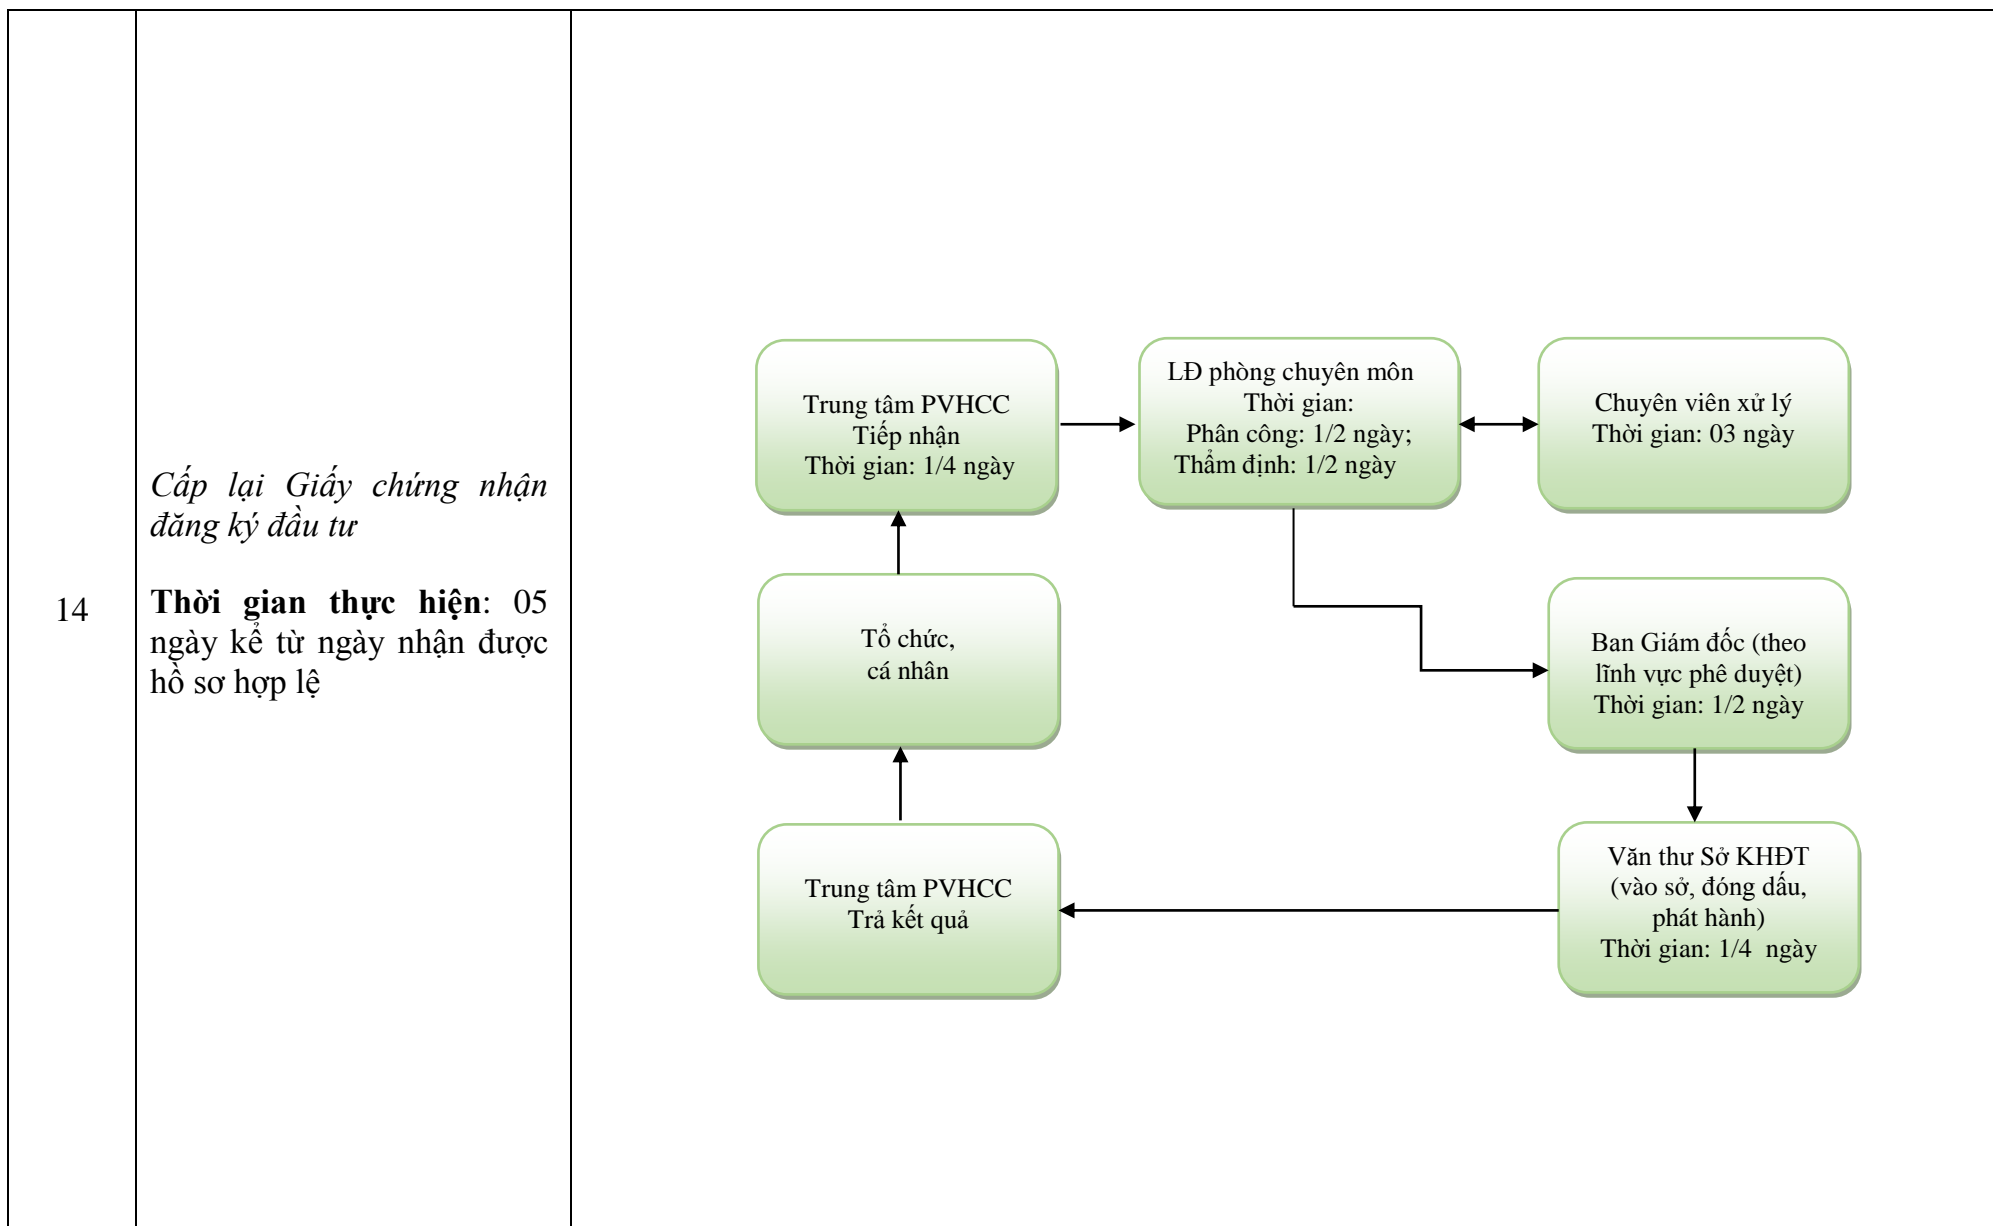 14
Cấp lại Giấy chứng nhận
đăng ký đầu tư
Thời gian thực hiện: 05
ngày kể từ ngày nhận được
hồ sơ hợp lệ
Trung tâm PVHCC
Tiếp nhận
Thời gian: 1/4 ngày
LĐ phòng chuyên môn
Thời gian:
Phân công: 1/2 ngày;
Thẩm định: 1/2 ngày
Chuyên viên xử lý
Thời gian: 03 ngày
Tổ chức,
cá nhân
Ban Giám đốc (theo
lĩnh vực phê duyệt)
Thời gian: 1/2 ngày
Trung tâm PVHCC
Trả kết quả
Văn thư Sở KHĐT
(vào sở, đóng dấu,
phát hành)
Thời gian: 1/4 ngày